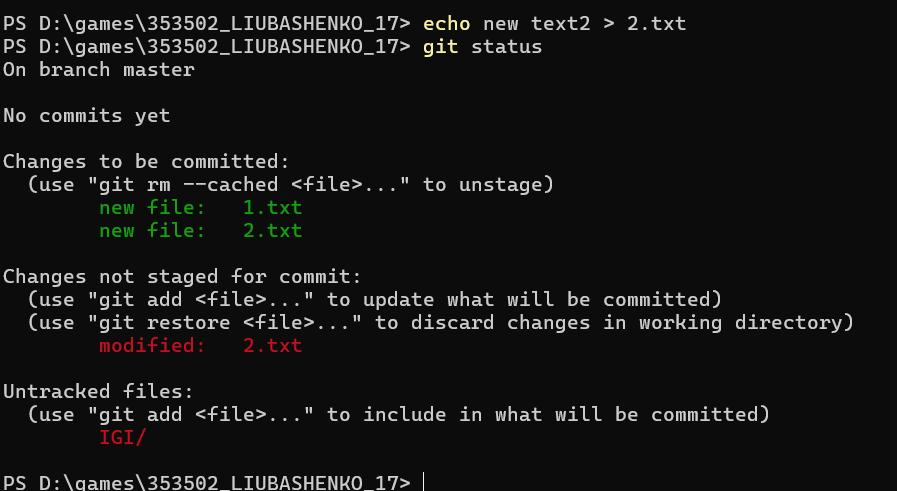 PS D:\games\353502_LIUBASHENKO_17> echo new text2 > 2.txt
PS D:\games\353502_LIUBASHENKO_17> git status
On branch master
No commits yet
Changes to be committed:
(use "git rm --cached <file>..." to unstage)
new file: 1.txt
new file: 2.txt
Changes not staged for commit:
(use "git add <file>..." to update what will be committed)
(use "git restore <file>..." to discard changes in working directory)
modified: 2.txt
Untracked files:
(use "git add <file>..." to include in what will be committed)
IGI/
PS D:\games\353502_LIUBASHENKO_17>